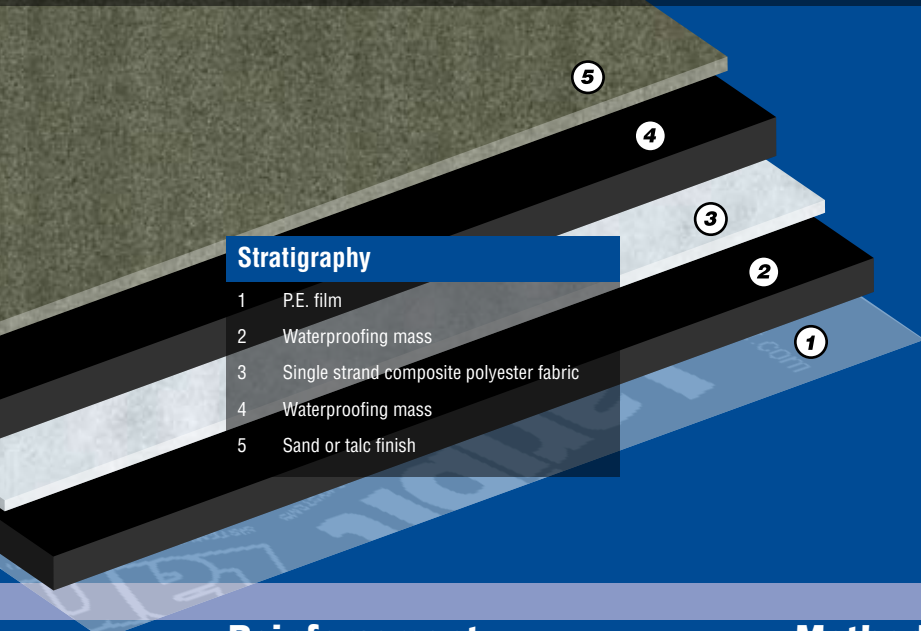 5
4
3
2
1
.com
Stratigraphy
1 P.E. film
2 Waterproofing mass
3 Single strand composite polyester fabric
4 Waterproofing mass
5 Sand or talc finish